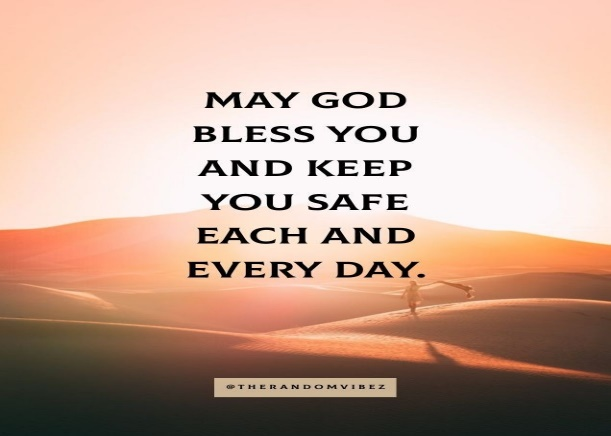 MAY GOD
BLESS YOU
AND KEEP
YOU SAFE
EACH AND
EVERY DAY.
@THERANDOMVIBEZ